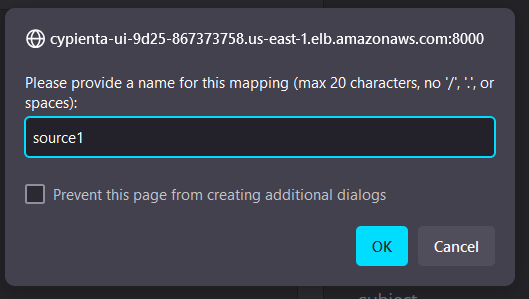 cypienta-ui-9d25-867373758.us-east-1.elb.amazonaws.com:8000
Please provide a name for this mapping (max 20 characters, no '/', '.', or
spaces):
source1
Prevent this page from creating additional dialogs
OK Cancel
subject